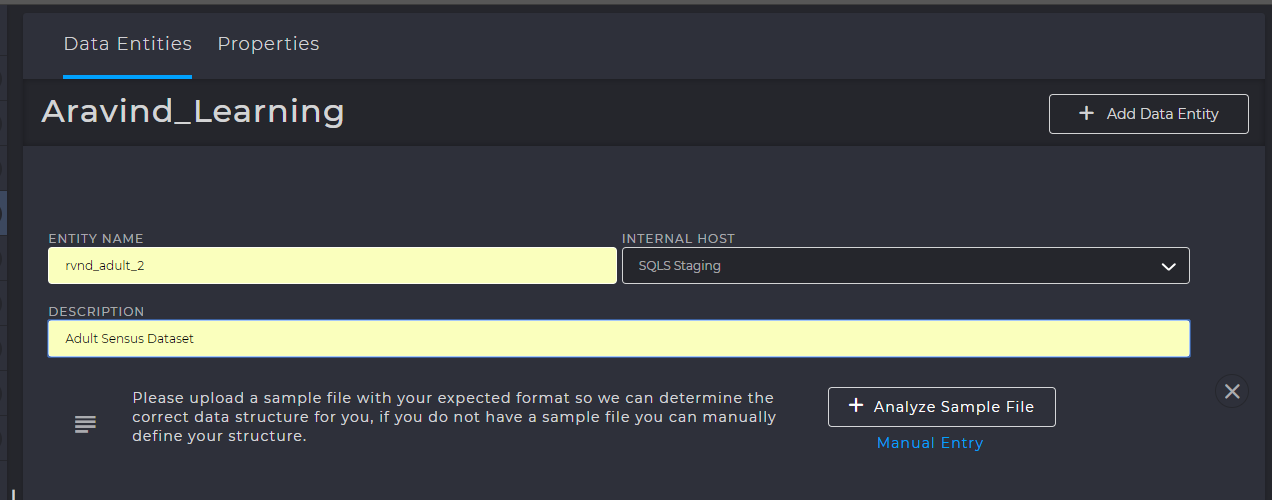 Data Entities Properties
Aravind_Learning
+ Add Data Entity
ENTITY NAME INTERNAL HOST
rvnd_adult_2 SQLS Staging
DESCRIPTION
Adult Sensus Dataset
Please upload a sample file with your expected format so we can determine the
correct data structure for you, if you do not have a sample file you can manually
define your structure.
+ Analyze Sample File
Manual Entry